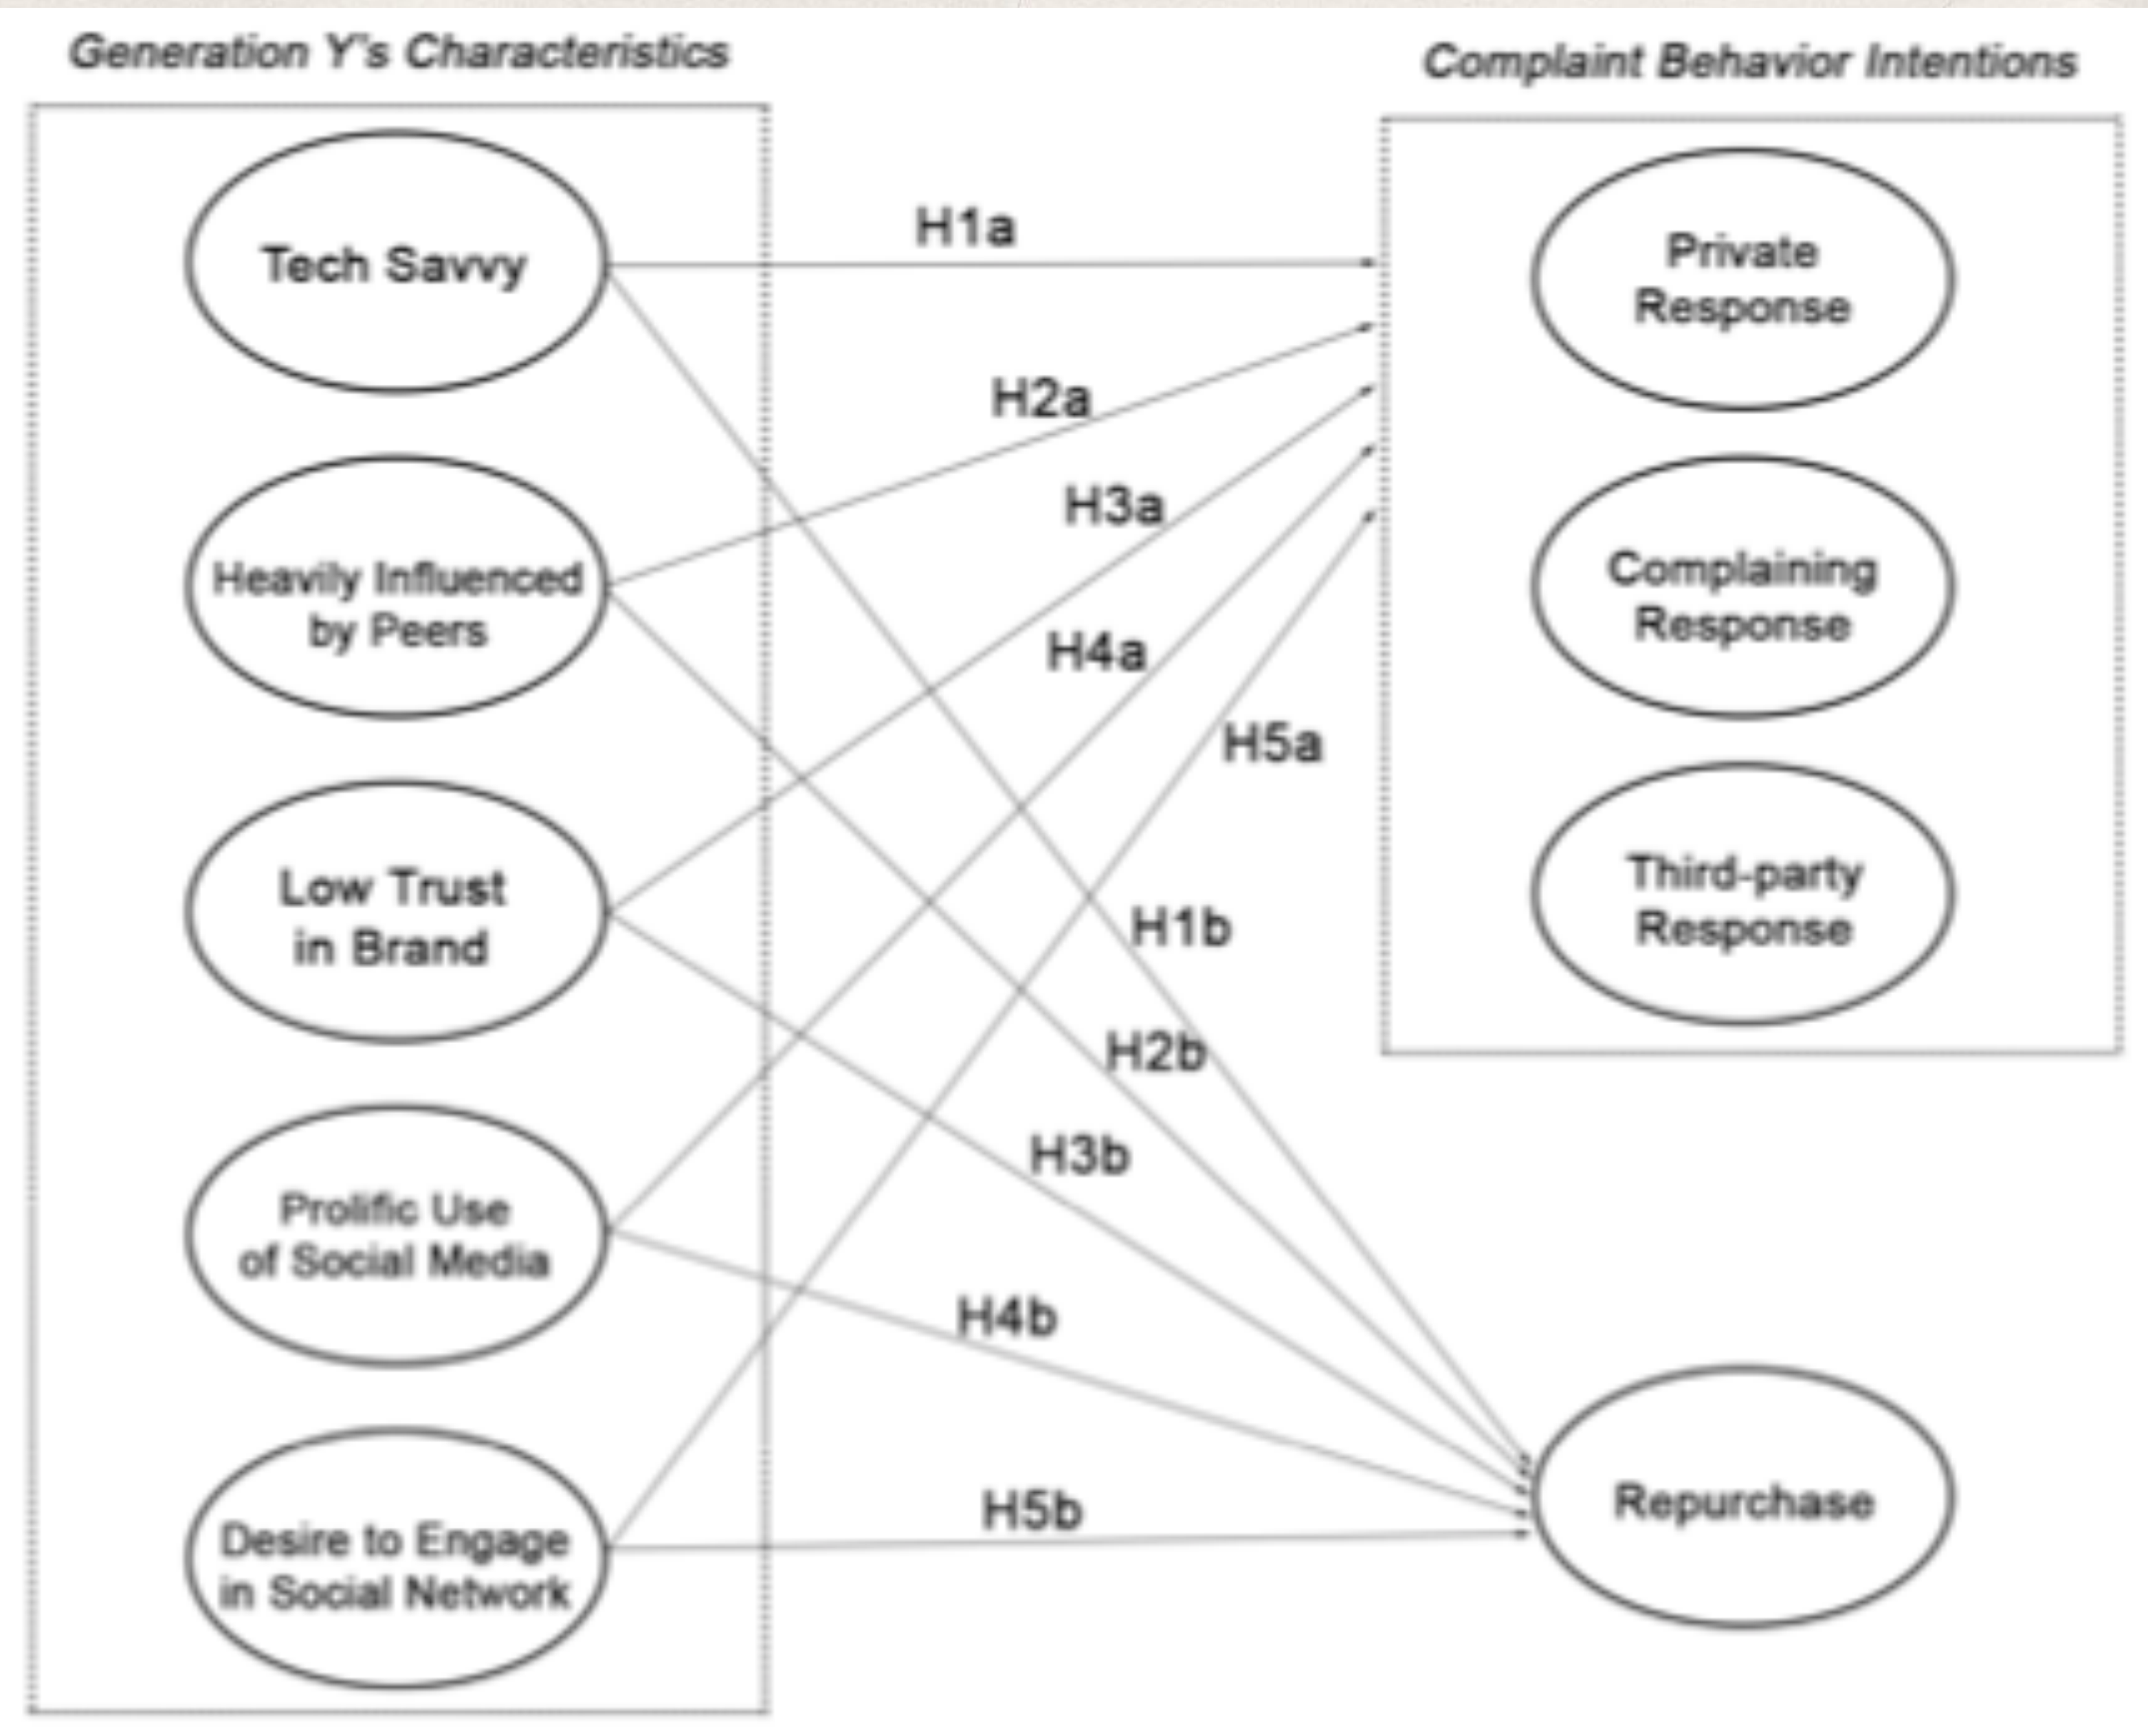 Generation Y's Characteristics
Complaint Behavior Intentions
Tech Savvy
Heavily Influenced
by Peers
Low Trust
in Brand
Prolific Use
of Social Media
Desire to Engage
in Social Network
H1a
H2a
H3a
H4a
H5a
H1b
H2b
H3b
H4b
H5b
Private
Response
Complaining
Response
Third-party
Response
Repurchase